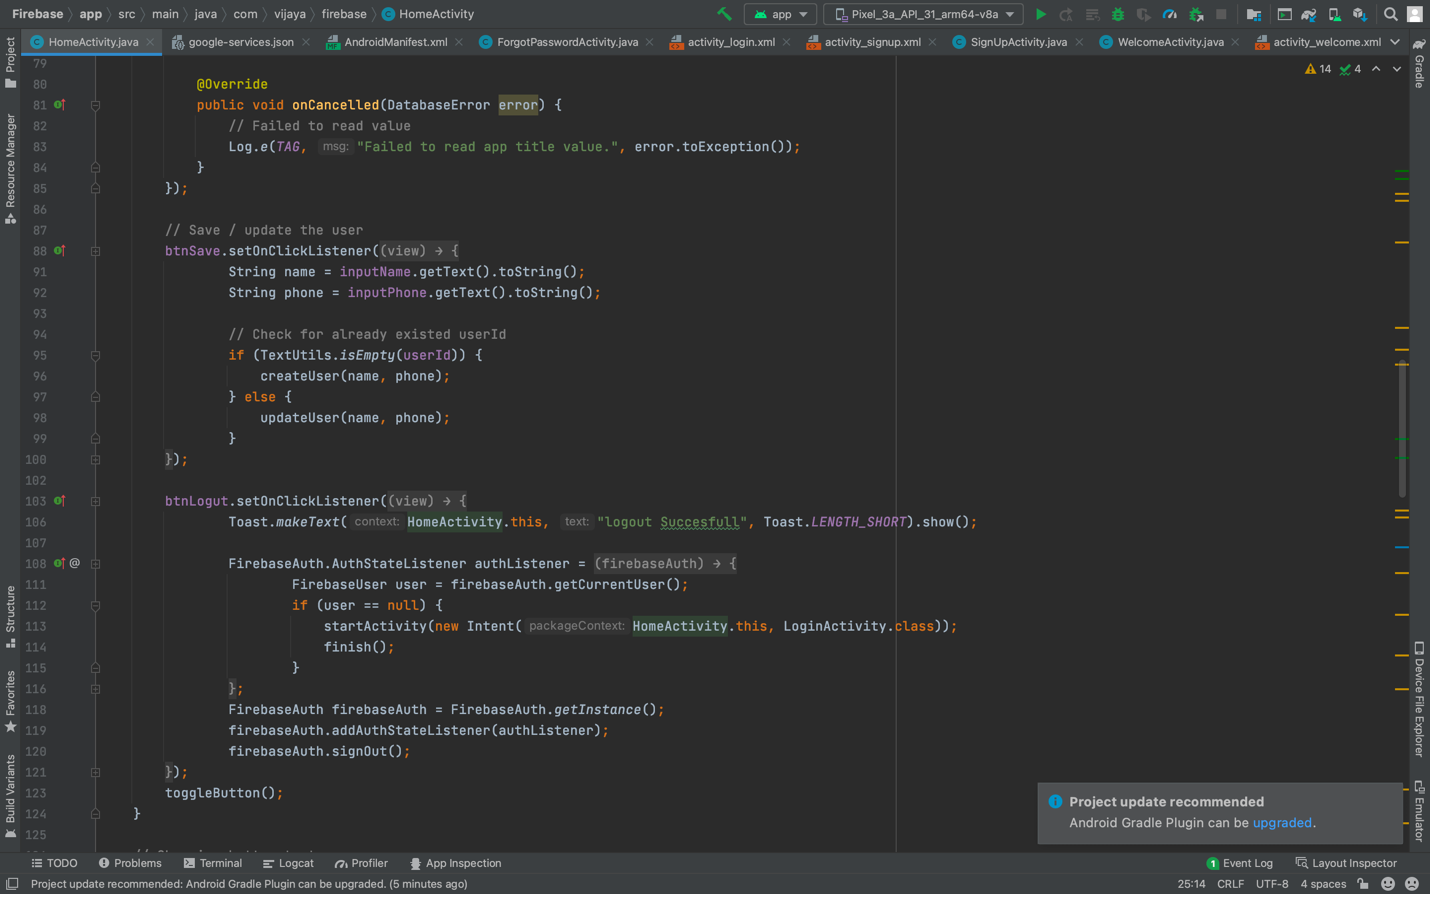 Firebase › app › src › main › java › com › vijaya › firebase › HomeActivity
app
Pixel_3a_API_31_arm64-v8a
HomeActivity.java
google-services.json
AndroidManifest.xml
ForgotPasswordActivity.java
activity_login.xml
activity_signup.xml
SignUpActivity.java
WelcomeActivity.java
activity_welcome.xml
Project
Resource Manager
Structure
Favorites
Build Variants
Gradle
Device File Explorer
Emulator
14 4
79
80 @Override
81 public void onCancelled(DatabaseError error) {
82 // Failed to read value
83 Log.e(TAG, msg: "Failed to read app title value.", error.toException());
84 }
85 });
86
87 // Save / update the user
88 btnSave.setOnClickListener((view) → {
91 String name = inputName.getText().toString();
92 String phone = inputPhone.getText().toString();
93
94 // Check for already existed userId
95 if (TextUtils.isEmpty(userId)) {
96 createUser(name, phone);
97 } else {
98 updateUser(name, phone);
99 }
100 });
102
103 btnLogut.setOnClickListener((view) → {
106 Toast.makeText( context: HomeActivity.this, text: "logout Succesfull", Toast.LENGTH_SHORT).show();
107
108 @ FirebaseAuth.AuthStateListener authListener = (firebaseAuth) → {
111 FirebaseUser user = firebaseAuth.getCurrentUser();
112 if (user == null) {
113 startActivity(new Intent( packageContext: HomeActivity.this, LoginActivity.class));
114 finish();
115 }
116 };
118 FirebaseAuth firebaseAuth = FirebaseAuth.getInstance();
119 firebaseAuth.addAuthStateListener(authListener);
120 firebaseAuth.signOut();
121 });
123 toggleButton();
124 }
125
Project update recommended
Android Gradle Plugin can be upgraded.
TODO
Problems
Terminal
Logcat
Profiler
App Inspection
1 Event Log
Layout Inspector
Project update recommended: Android Gradle Plugin can be upgraded. (5 minutes ago)
25:14 CRLF UTF-8 4 spaces